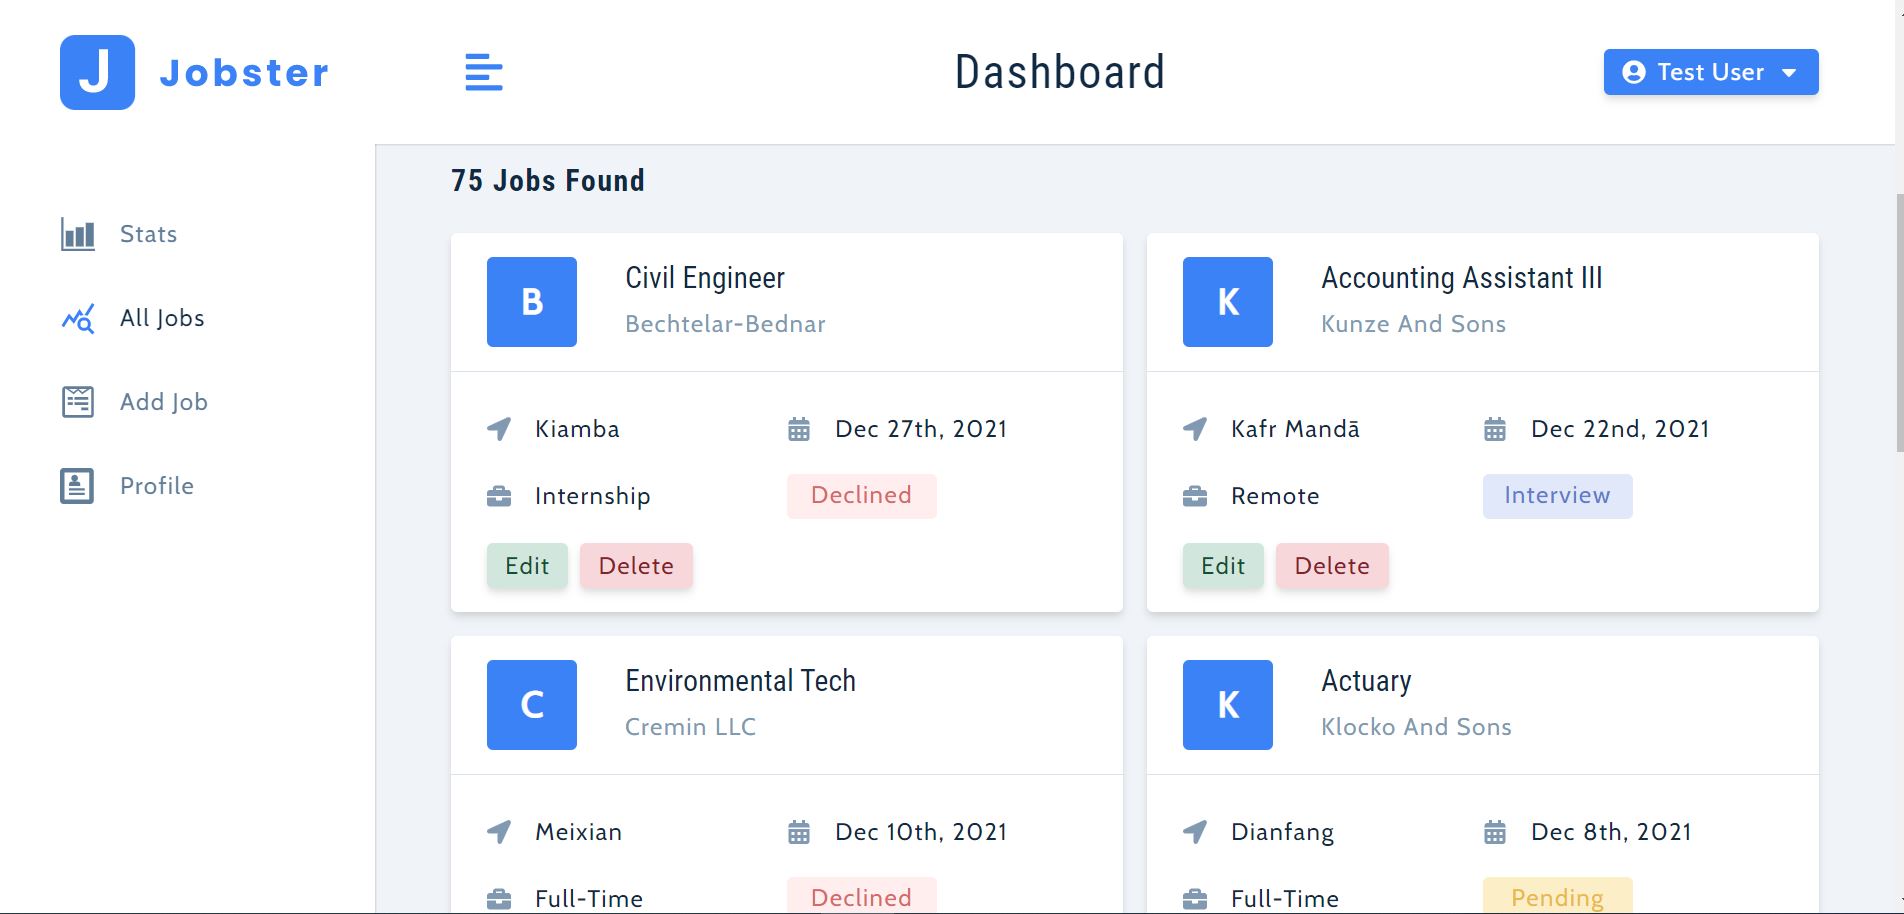 J Jobster
Dashboard
Test User
Stats
All Jobs
Add Job
Profile
75 Jobs Found
B
Civil Engineer
Bechtelar-Bednar
Kiamba
Dec 27th, 2021
Internship
Declined
Edit
Delete
K
Accounting Assistant III
Kunze And Sons
Kafr Mandā
Dec 22nd, 2021
Remote
Interview
Edit
Delete
C
Environmental Tech
Cremin LLC
Meixian
Dec 10th, 2021
Full-Time
Declined
K
Actuary
Klocko And Sons
Dianfang
Dec 8th, 2021
Full-Time
Pending